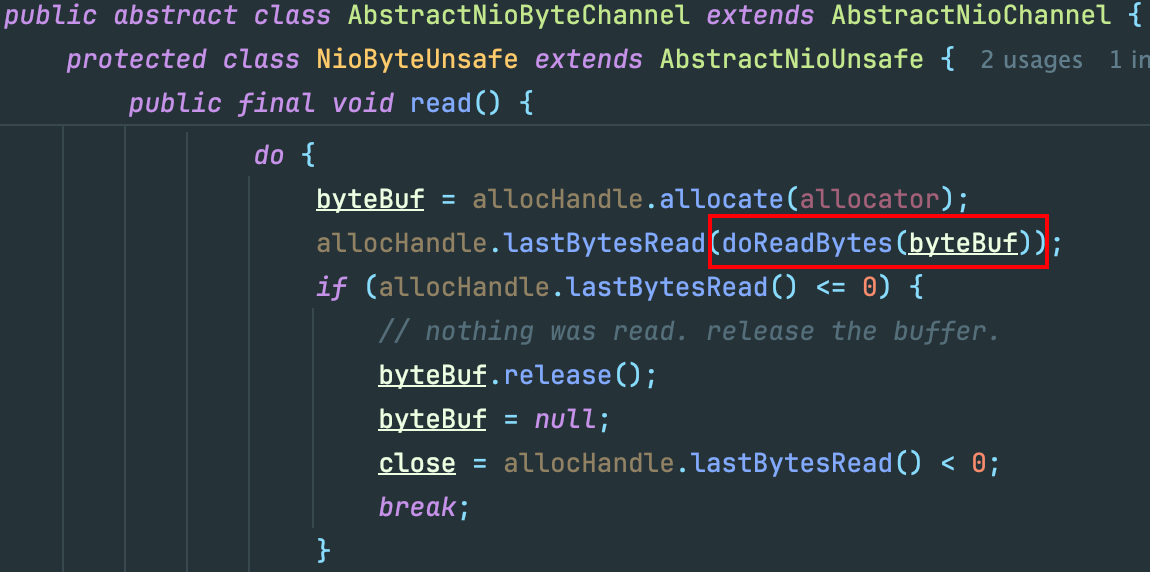 public abstract class AbstractNioByteChannel extends AbstractNioChannel {
protected class NioByteUnsafe extends AbstractNioUnsafe { 2 usages 1 in
public final void read() {
do {
byteBuf = allocHandle.allocate(allocator);
allocHandle.lastBytesRead(doReadBytes(byteBuf));
if (allocHandle.lastBytesRead() <= 0) {
// nothing was read. release the buffer.
byteBuf.release();
byteBuf = null;
close = allocHandle.lastBytesRead() < 0;
break;
}